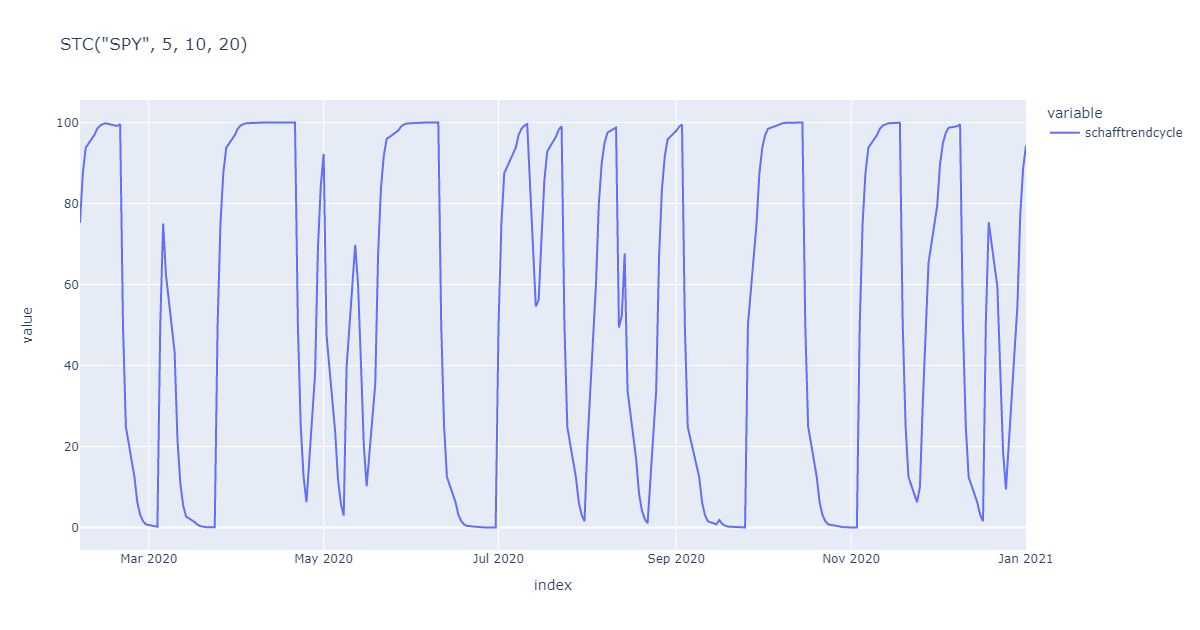 STC("SPY", 5, 10, 20)
variable
schafftrendcycle
value
100
80
60
40
20
0
Mar 2020
May 2020
Jul 2020
Sep 2020
Nov 2020
Jan 2021
index